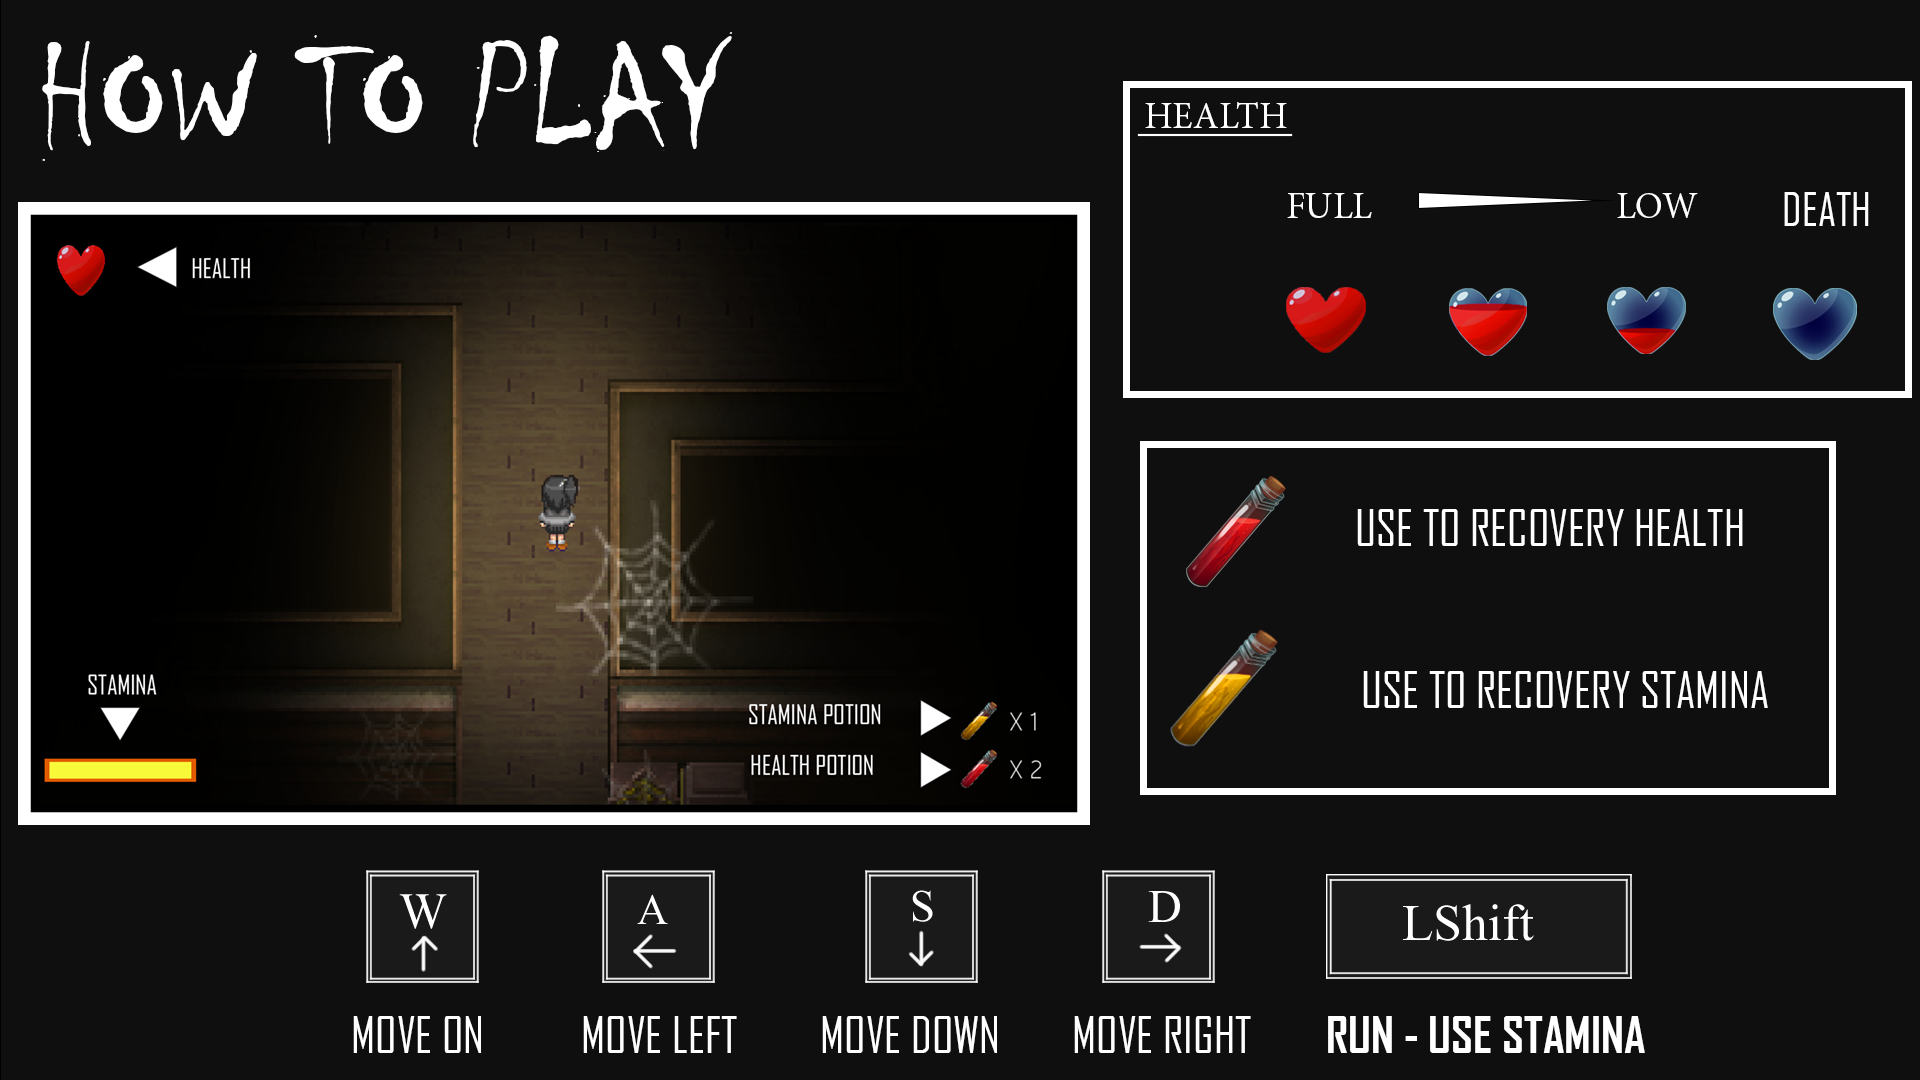 HOW TO PLAY
HEALTH
FULL LOW DEATH
HEALTH
STAMINA
STAMINA POTION X 1
HEALTH POTION X 2
USE TO RECOVERY HEALTH
USE TO RECOVERY STAMINA
W A S D LShift
MOVE ON MOVE LEFT MOVE DOWN MOVE RIGHT RUN - USE STAMINA